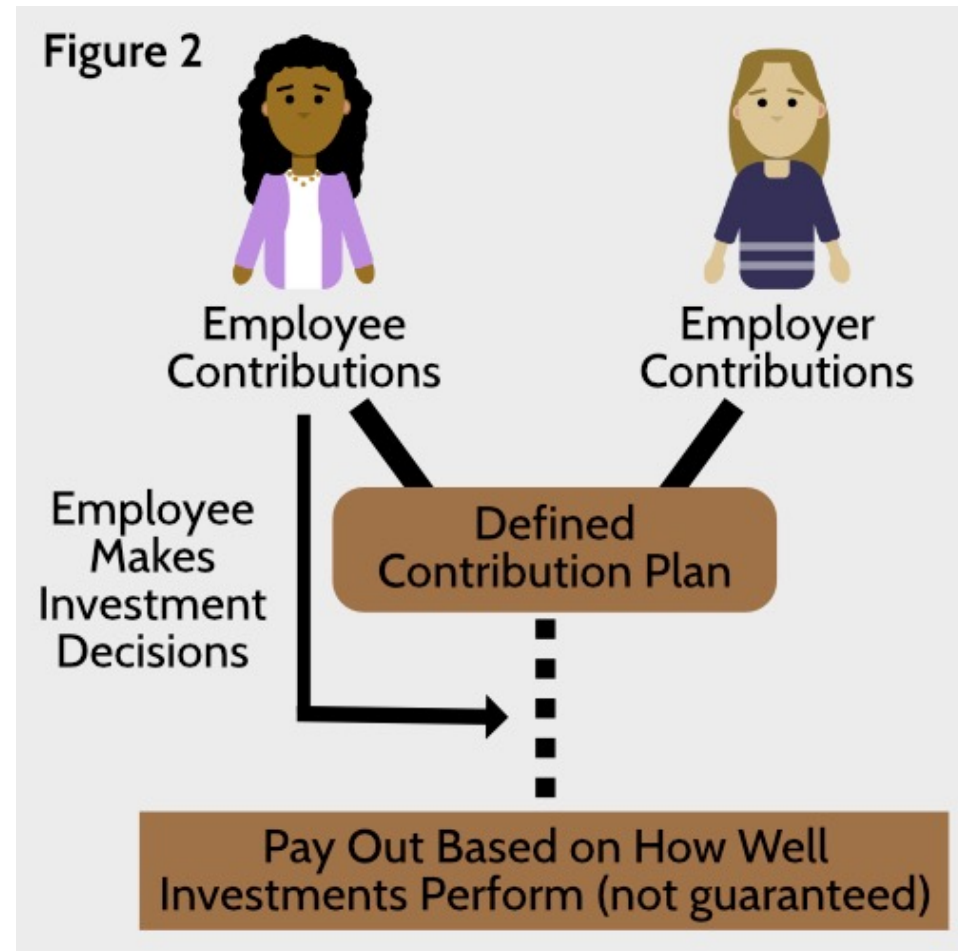 Figure 2
Employee
Contributions
Employer
Contributions
Employee
Makes
Investment
Decisions
Defined
Contribution Plan
Pay Out Based on How Well
Investments Perform (not guaranteed)